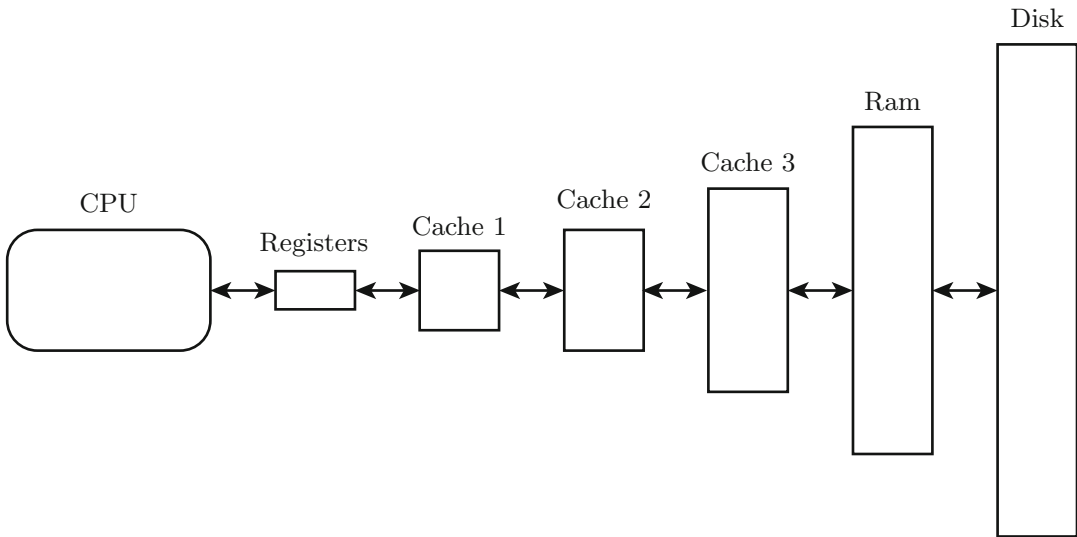 CPU
Registers
Cache 1
Cache 2
Cache 3
Ram
Disk